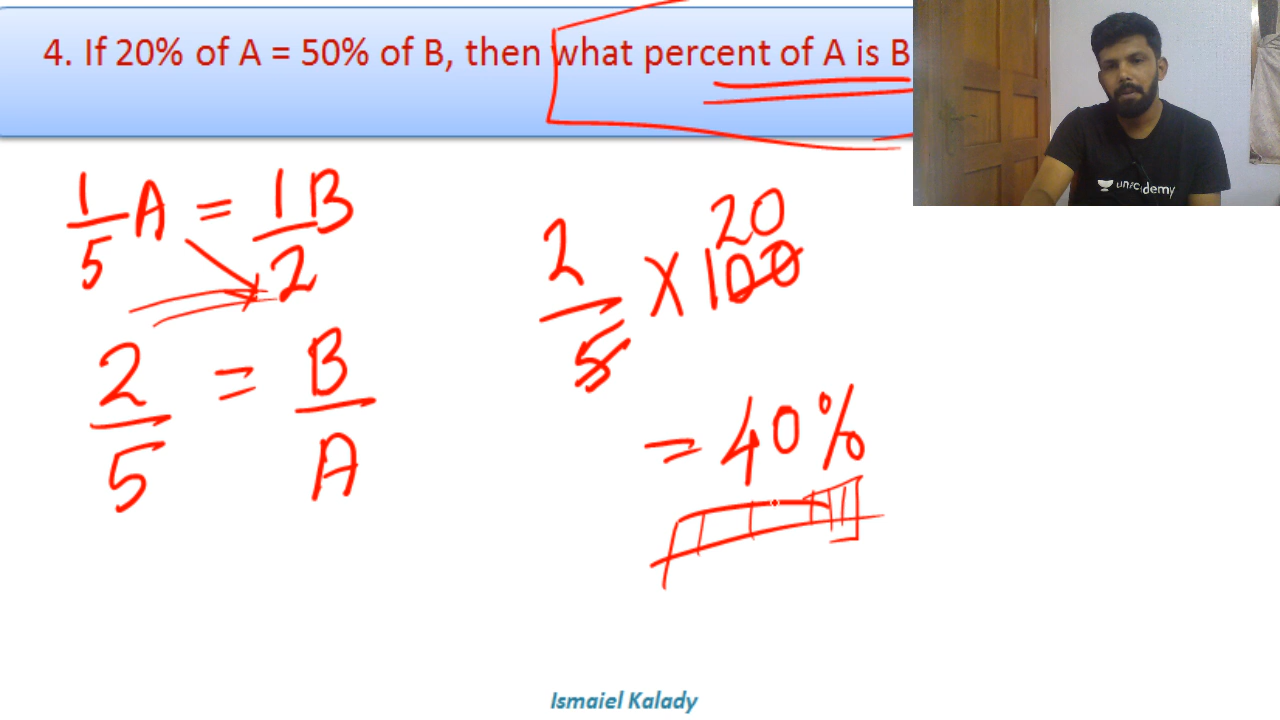 4. If 20% of A = 50% of B, then what percent of A is B
unacademy
1/5 A = 1/2 B
2/5 = B/A
20
2/5 X 100
= 40%
Ismaiel Kalady